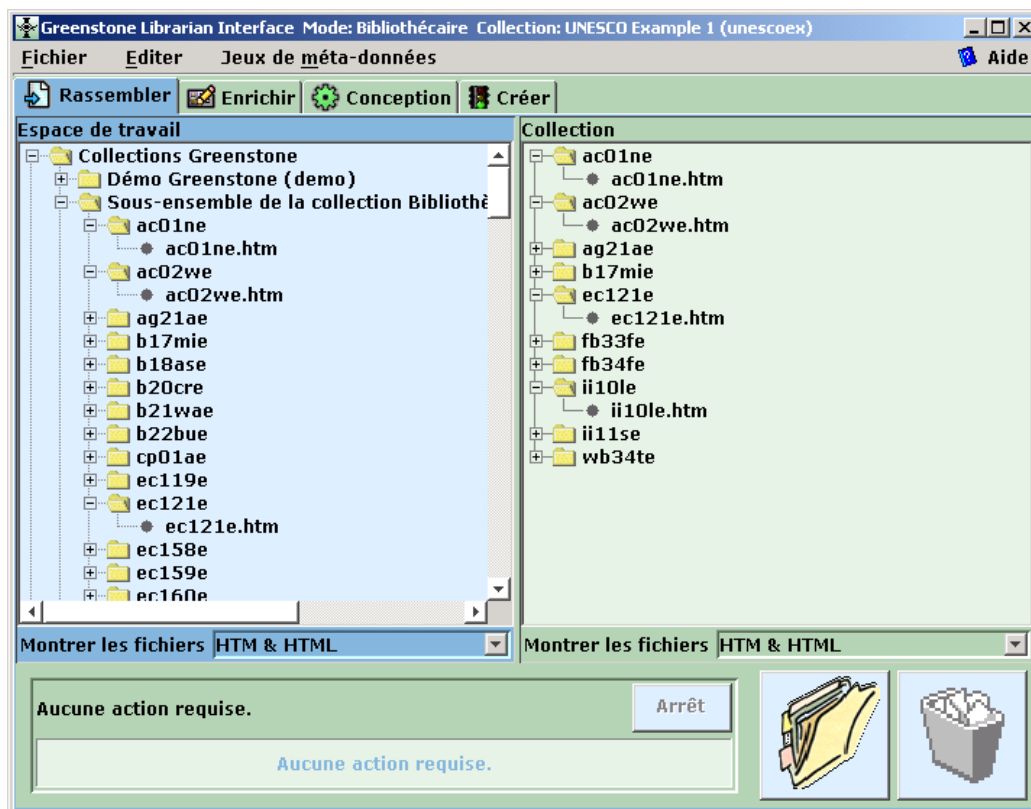 Greenstone Librarian Interface Mode: Bibliothécaire Collection: UNESCO Example 1 (unescoex)
Fichier Editer Jeux de méta-données Aide
Rassembler Enrichir Conception Créer
Espace de travail
Collections Greenstone
Démo Greenstone (demo)
Sous-ensemble de la collection Bibliothè
ac01ne
ac01ne.htm
ac02we
ac02we.htm
ag21ae
b17mie
b18ase
b20cre
b21wae
b22bue
cp01ae
ec119e
ec121e
ec121e.htm
ec158e
ec159e
ec160e
Montrer les fichiers HTM & HTML
Collection
ac01ne
ac01ne.htm
ac02we
ac02we.htm
ag21ae
b17mie
ec121e
ec121e.htm
fb33fe
fb34fe
ii10le
ii10le.htm
ii11se
wb34te
Montrer les fichiers HTM & HTML
Aucune action requise.
Arrêt
Aucune action requise.